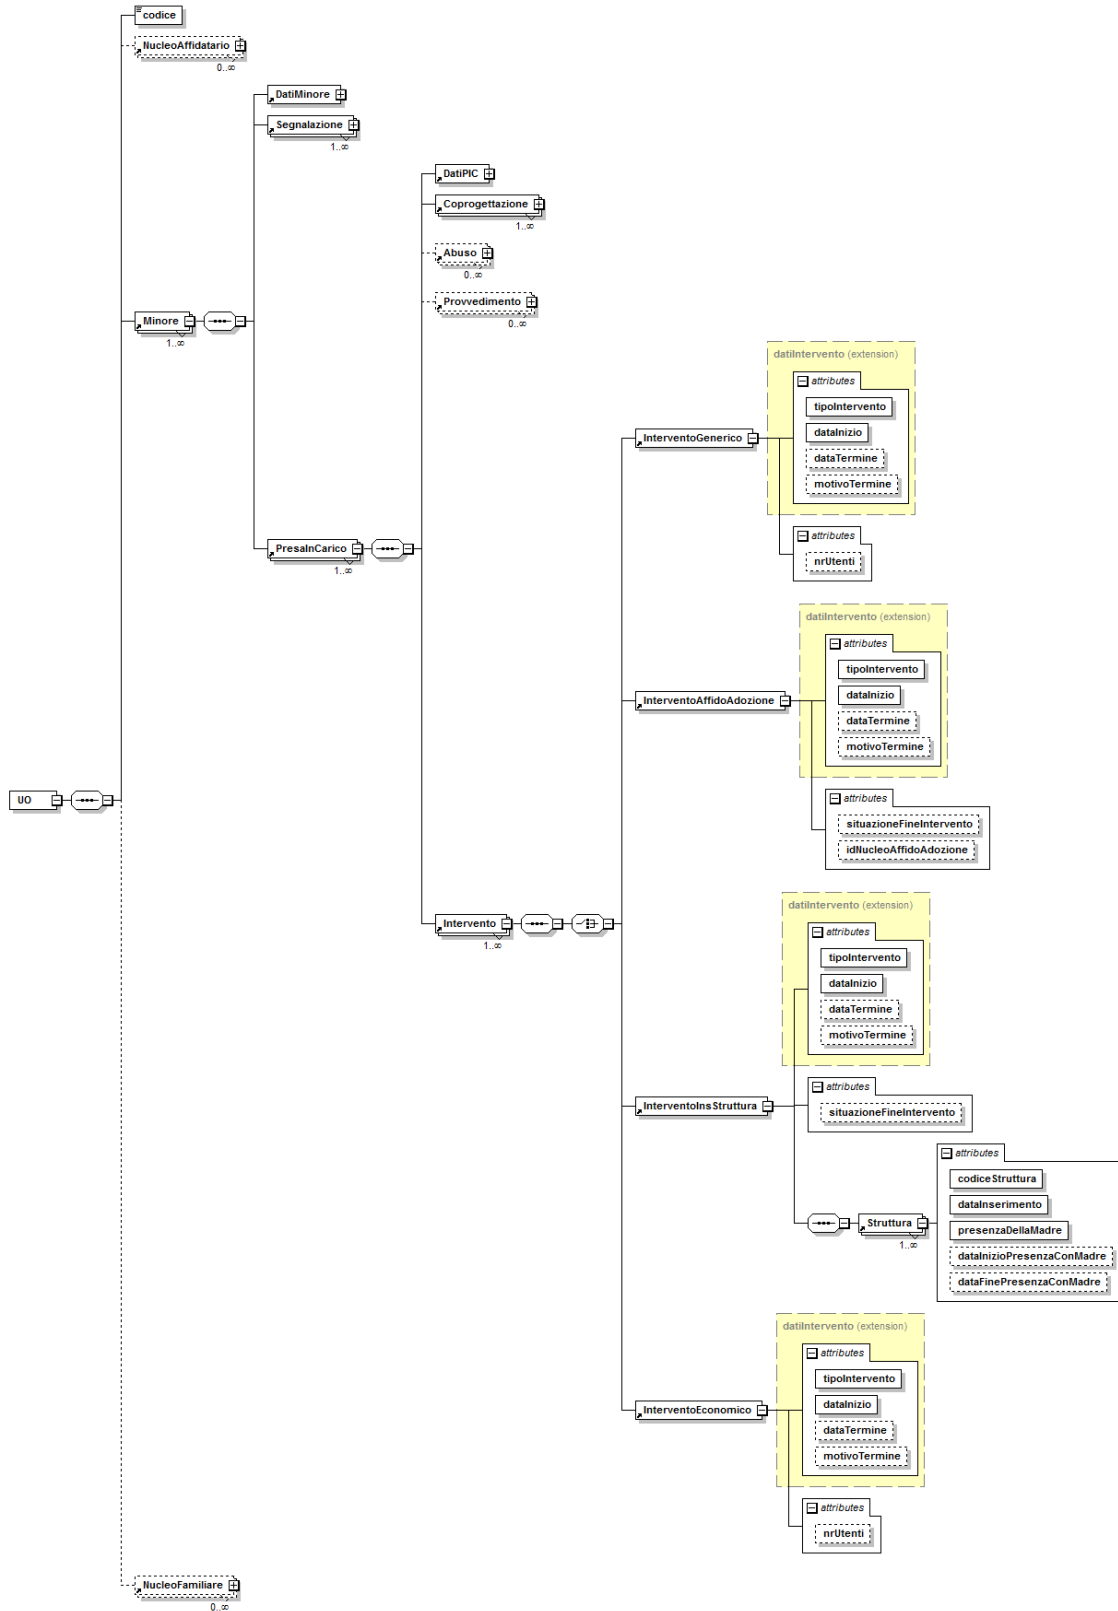 codice
NucleoAffidatario
0..∞
DatiMinore
Segnalazione
1..∞
DatiPIC
Coprogettazione
1..∞
Abuso
0..∞
Provvedimento
0..∞
Minore
1..∞
datiIntervento (extension)
attributes
tipoIntervento
dataInizio
dataTermine
motivoTermine
InterventoGenerico
attributes
nrUtenti
PresaInCarico
1..∞
datiIntervento (extension)
attributes
tipoIntervento
dataInizio
dataTermine
motivoTermine
InterventoAffidoAdozione
attributes
situazioneFineIntervento
idNucleoAffidoAdozione
UO
Intervento
1..∞
datiIntervento (extension)
attributes
tipoIntervento
dataInizio
dataTermine
motivoTermine
InterventoInsStruttura
attributes
situazioneFineIntervento
Struttura
1..∞
attributes
codiceStruttura
dataInserimento
presenzaDellaMadre
dataInizioPresenzaConMadre
dataFinePresenzaConMadre
datiIntervento (extension)
attributes
tipoIntervento
dataInizio
dataTermine
motivoTermine
InterventoEconomico
attributes
nrUtenti
NucleoFamiliare
0..∞